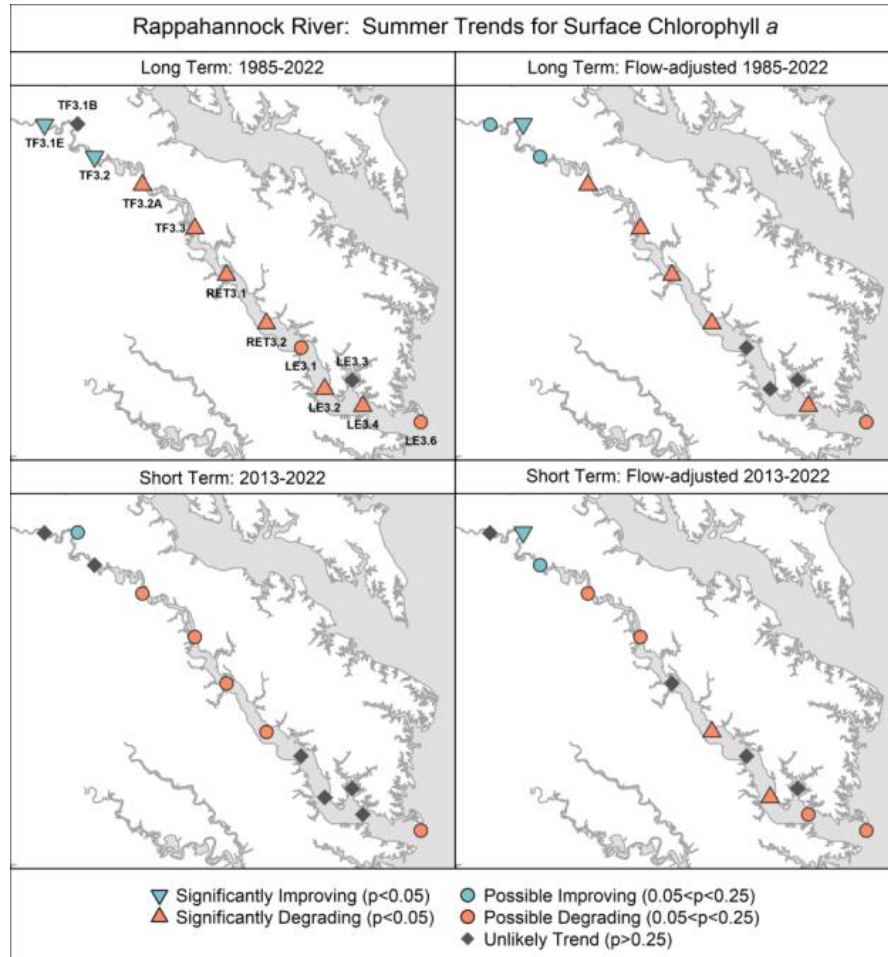 Rappahannock River: Summer Trends for Surface Chlorophyll a
Long Term: 1985-2022
Long Term: Flow-adjusted 1985-2022
TF3.1B
TF3.1E
TF3.2
TF3.2A
TF3.3
RET3.1
RET3.2
LE3.1
LE3.3
LE3.2
LE3.4
LE3.6
Short Term: 2013-2022
Short Term: Flow-adjusted 2013-2022
Significantly Improving (p<0.05)
Possible Improving (0.05<p<0.25)
Significantly Degrading (p<0.05)
Possible Degrading (0.05<p<0.25)
Unlikely Trend (p>0.25)